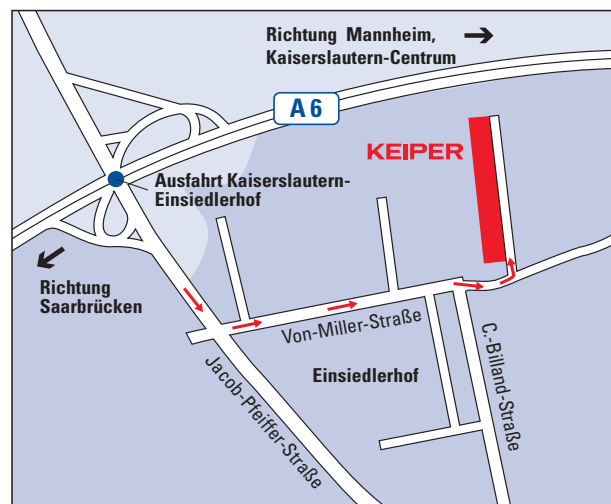 Richtung Mannheim,
Kaiserslautern-Centrum
A 6
KEIPER
Ausfahrt Kaiserslautern-
Einsiedlerhof
Richtung
Saarbrücken
Von-Miller-Straße
Einsiedlerhof
Jacob-Pfeiffer-Straße
C.-Billand-Straße